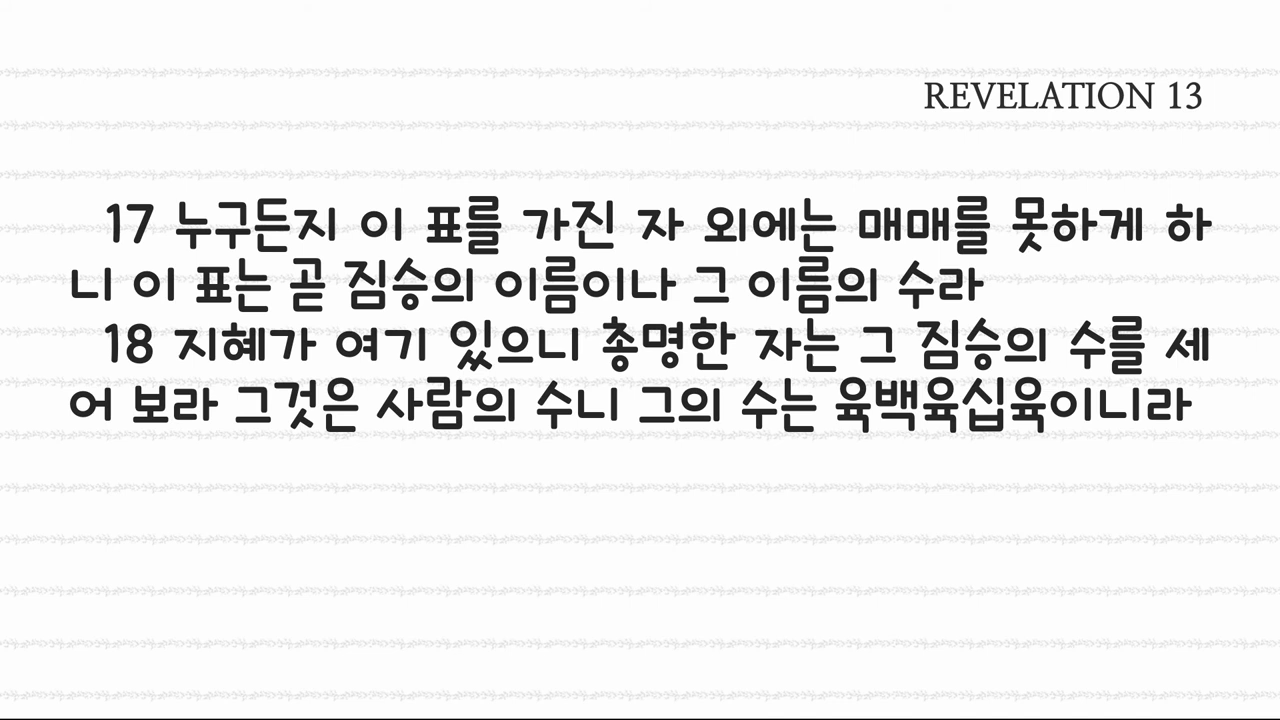 REVELATION 13
17 누구든지 이 표를 가진 자 외에는 매매를 못하게 하
니 이 표는 곧 짐승의 이름이나 그 이름의 수라
18 지혜가 여기 있으니 총명한 자는 그 짐승의 수를 세
어 보라 그것은 사람의 수니 그의 수는 육백육십육이니라